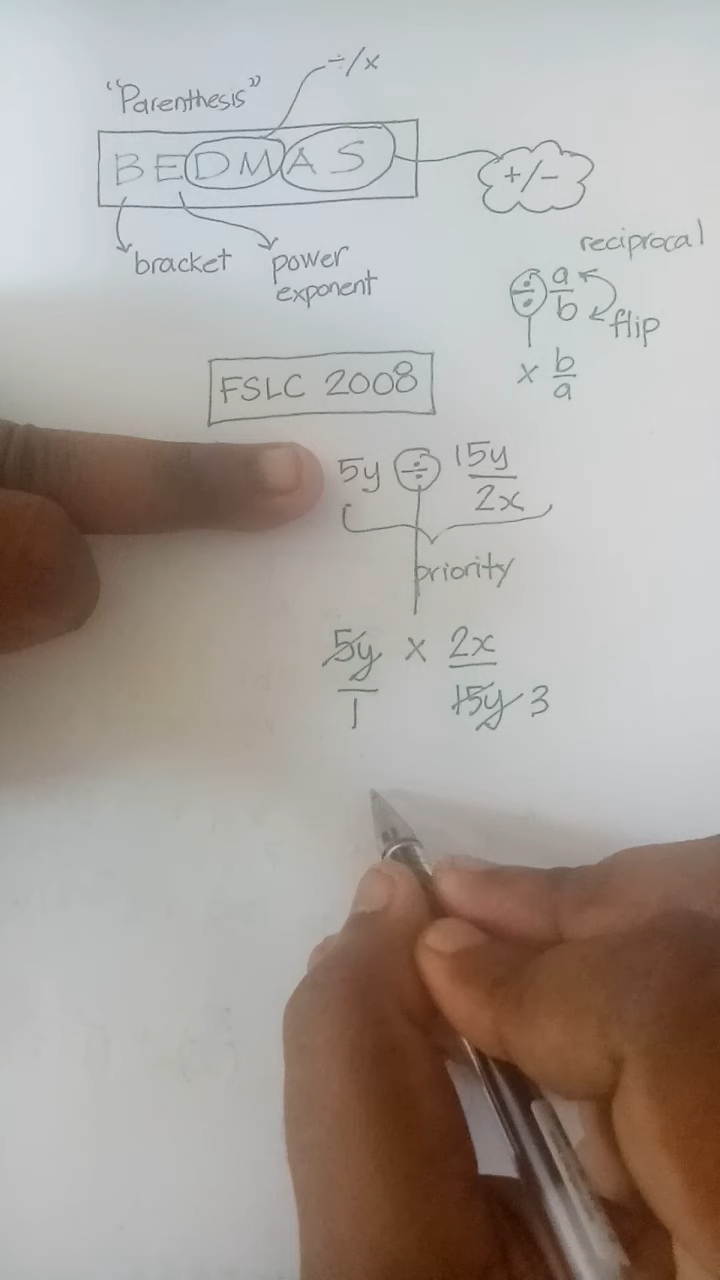 ÷/x
"Parenthesis"
BEDMAS
+/-
bracket
power
exponent
reciprocal
÷ a/b
flip
x b/a
FSLC 2008
5y ÷ 15y/2x
priority
5y/1 x 2x/15y 3